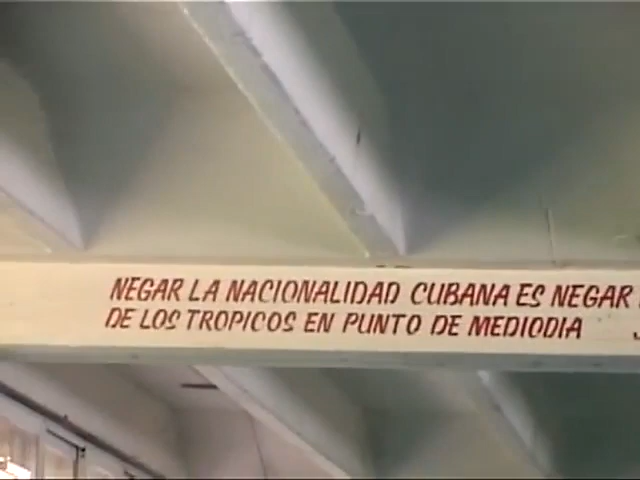 NEGAR LA NACIONALIDAD CUBANA ES NEGAR
DE LOS TROPICOS EN PUNTO DE MEDIODIA